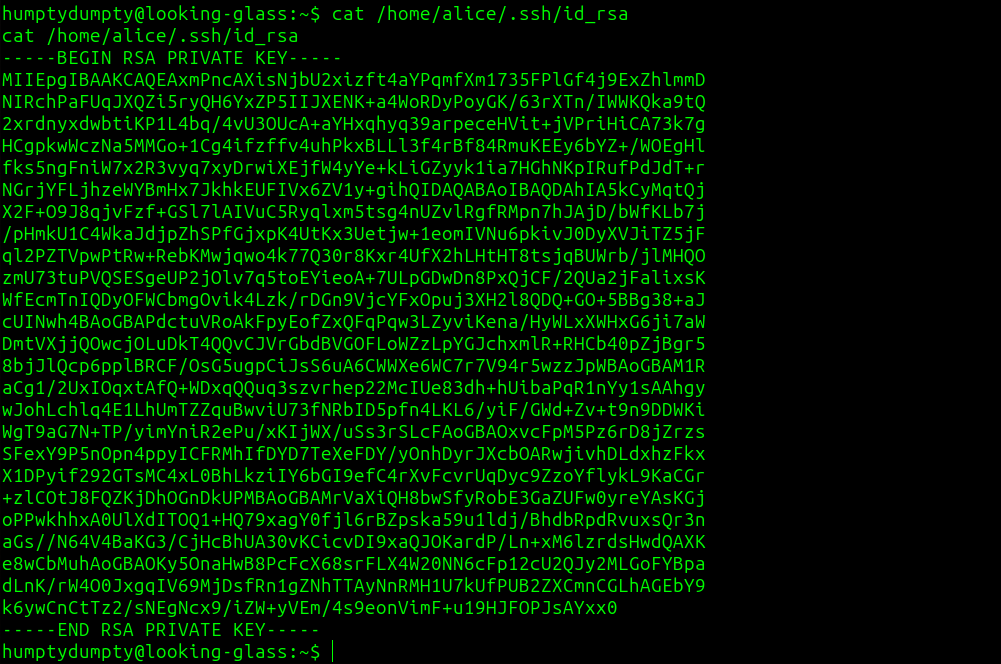 humptydumpty@looking-glass:~$ cat /home/alice/.ssh/id_rsa
cat /home/alice/.ssh/id_rsa
-----BEGIN RSA PRIVATE KEY-----
MIIEpgIBAAKCAQEAxmPncAXisNjbU2xizft4aYPqmfXm1735FPlGf4j9ExZhlmmD
NIRchPaFUqJXQZi5ryQH6YxZP5IIJXENK+a4WoRDyPoyGK/63rXTn/IWWKQka9tQ
2xrdnyxdwbtiKP1L4bq/4vU3OUcA+aYHxqhyq39arpeceHVit+jVPriHiCA73k7g
HCgpkwWczNa5MMGo+1Cg4ifzffv4uhPkxBLLl3f4rBf84RmuKEEy6bYZ+/WOEgHl
fks5ngFniW7x2R3vyq7xyDrwiXEjfW4yYe+kLiGZyyk1ia7HGhNKpIRufPdJdT+r
NGrjYFLjhzeWYBmHx7JkhkEUFIVx6ZV1y+gihQIDAQABAoIBAQDAhIA5kCyMqtQj
X2F+O9J8qjvFzf+GSl7lAIVuC5Ryqlxm5tsg4nUZvlRgfRMpn7hJAjD/bWfKLb7j
/pHmkU1C4WkaJdjpZhSPfGjxpK4UtKx3Uetjw+1eomIVNu6pkivJ0DyXVJiTZ5jF
ql2PZTVpwPtRw+RebKMwjqwo4k77Q30r8Kxr4UfX2hLHtHT8tsjqBUWrb/jlMHQO
zmU73tuPVQSESgeUP2jOlv7q5toEYieoA+7ULpGDwDn8PxQjCF/2QUa2jFalixsK
WfEcmTnIQDyOFWCbmgOvik4Lzk/rDGn9VjcYFxOpuj3XH2l8QDQ+GO+5BBg38+aJ
cUINwh4BAoGBAPdctuVRoAkFpyEofZxQFqPqw3LZyviKena/HyWLxXWHxG6ji7aW
DmtVXjjQOwcjOLuDkT4QQvCJVrGbdBVGOFLoWZzLpYGJchxmlR+RHCb40pZjBgr5
8bjJlQcp6pplBRCF/OsG5ugpCiJsS6uA6CWWXe6WC7r7V94r5wzzJpWBAoGBAM1R
aCg1/2UxIOqxtAfQ+WDxqQQuq3szvrhep22McIUe83dh+hUibaPqR1nYy1sAAhgy
wJohLchlq4E1LhUmTZZquBwviU73fNRbID5pfn4LKL6/yiF/GWd+Zv+t9n9DDWKi
WgT9aG7N+TP/yimYniR2ePu/xKIjWX/uSs3rSLcFAoGBAOxvcFpM5Pz6rD8jZrzs
SFexY9P5nOpn4ppyICFRMhIfDYD7TeXeFDY/yOnhDyrJXcbOARwjivhDLdxhzFkx
X1DPyif292GTsMC4xL0BhLkziIY6bGI9efC4rXvFcvrUqDyc9ZzoYflykL9KaCGr
+zlCOtJ8FQZKjDhOGnDkUPMBAoGBAMrVaXiQH8bwSfyRobE3GaZUFw0yreYAsKGj
oPPwkhhxA0UlXdITOQ1+HQ79xagY0fjl6rBZpska59u1ldj/BhdbRpdRvuxsQr3n
aGs//N64V4BaKG3/CjHcBhUA30vKCicvDI9xaQJOKardP/Ln+xM6lzrdsHwdQAXK
e8wCbMuhAoGBAOKy5OnaHwB8PcFcX68srFLX4W20NN6cFp12cU2QJy2MLGoFYBpa
dLnK/rW4O0JxgqIV69MjDsfRn1gZNhTTAyNnRMH1U7kUfPUB2ZXCmnCGLhAGEbY9
k6ywCnCtTz2/sNEgNcx9/iZW+yVEm/4s9eonVimF+u19HJFOPJsAYxx0
-----END RSA PRIVATE KEY-----
humptydumpty@looking-glass:~$